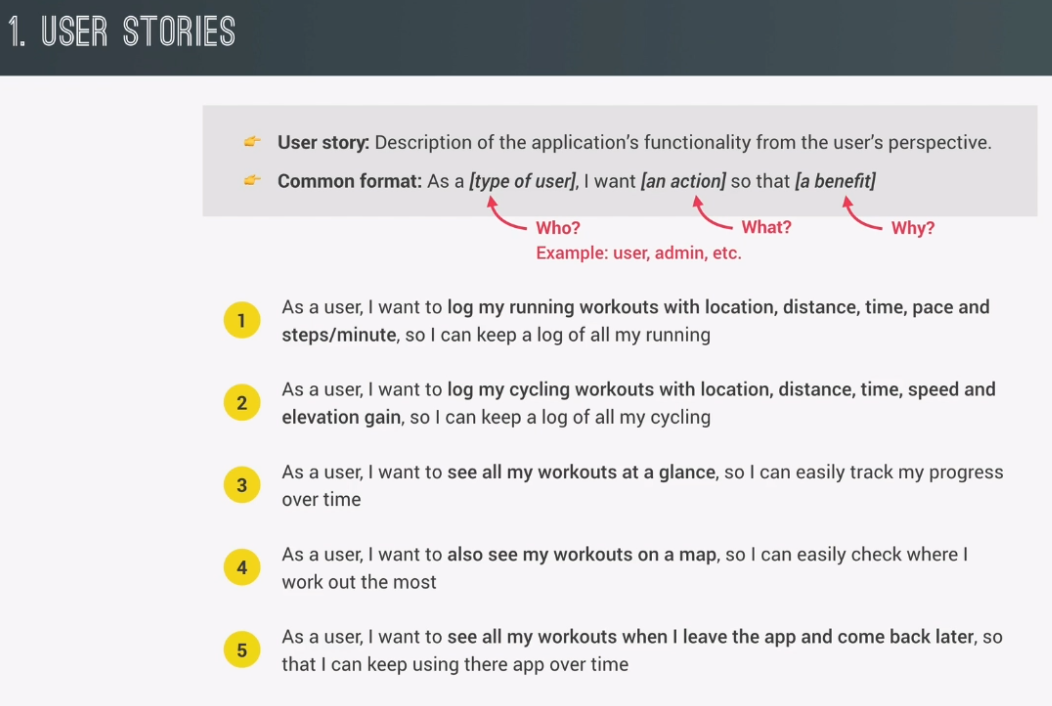 1. USER STORIES
👉 User story: Description of the application's functionality from the user's perspective.
👉 Common format: As a [type of user], I want [an action] so that [a benefit]
Who?
What?
Why?
Example: user, admin, etc.
1
As a user, I want to log my running workouts with location, distance, time, pace and
steps/minute, so I can keep a log of all my running
2
As a user, I want to log my cycling workouts with location, distance, time, speed and
elevation gain, so I can keep a log of all my cycling
3
As a user, I want to see all my workouts at a glance, so I can easily track my progress
over time
4
As a user, I want to also see my workouts on a map, so I can easily check where I
work out the most
5
As a user, I want to see all my workouts when I leave the app and come back later, so
that I can keep using there app over time